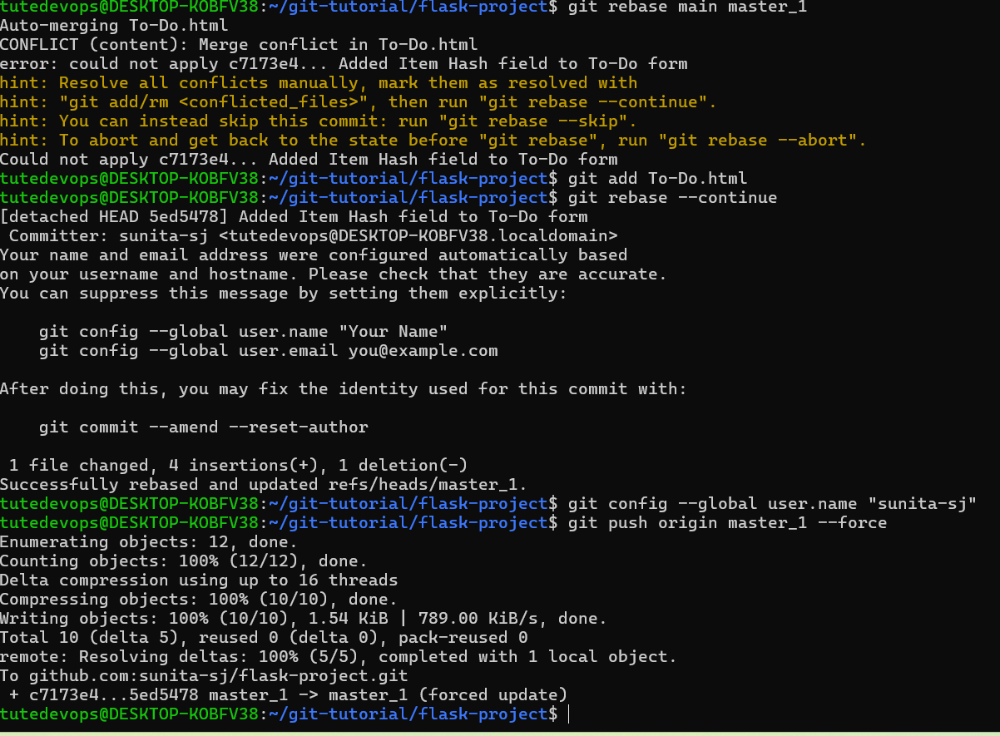 tutedevops@DESKTOP-KOBFV38:~/git-tutorial/flask-project$ git rebase main master_1
Auto-merging To-Do.html
CONFLICT (content): Merge conflict in To-Do.html
error: could not apply c7173e4... Added Item Hash field to To-Do form
hint: Resolve all conflicts manually, mark them as resolved with
hint: "git add/rm <conflicted_files>", then run "git rebase --continue".
hint: You can instead skip this commit: run "git rebase --skip".
hint: To abort and get back to the state before "git rebase", run "git rebase --abort".
Could not apply c7173e4... Added Item Hash field to To-Do form
tutedevops@DESKTOP-KOBFV38:~/git-tutorial/flask-project$ git add To-Do.html
tutedevops@DESKTOP-KOBFV38:~/git-tutorial/flask-project$ git rebase --continue
[detached HEAD 5ed5478] Added Item Hash field to To-Do form
 Committer: sunita-sj <tutedevops@DESKTOP-KOBFV38.localdomain>
Your name and email address were configured automatically based
on your username and hostname. Please check that they are accurate.
You can suppress this message by setting them explicitly:

    git config --global user.name "Your Name"
    git config --global user.email you@example.com

After doing this, you may fix the identity used for this commit with:

    git commit --amend --reset-author

 1 file changed, 4 insertions(+), 1 deletion(-)
Successfully rebased and updated refs/heads/master_1.
tutedevops@DESKTOP-KOBFV38:~/git-tutorial/flask-project$ git config --global user.name "sunita-sj"
tutedevops@DESKTOP-KOBFV38:~/git-tutorial/flask-project$ git push origin master_1 --force
Enumerating objects: 12, done.
Counting objects: 100% (12/12), done.
Delta compression using up to 16 threads
Compressing objects: 100% (10/10), done.
Writing objects: 100% (10/10), 1.54 KiB | 789.00 KiB/s, done.
Total 10 (delta 5), reused 0 (delta 0), pack-reused 0
remote: Resolving deltas: 100% (5/5), completed with 1 local object.
To github.com:sunita-sj/flask-project.git
 + c7173e4...5ed5478 master_1 -> master_1 (forced update)
tutedevops@DESKTOP-KOBFV38:~/git-tutorial/flask-project$